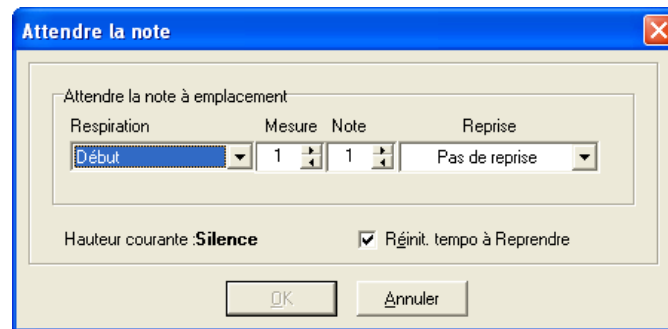 Attendre la note
Attendre la note à emplacement
Respiration Mesure Note Reprise
Début 1 1 Pas de reprise
Hauteur courante :Silence Réinit. tempo à Reprendre
OK Annuler